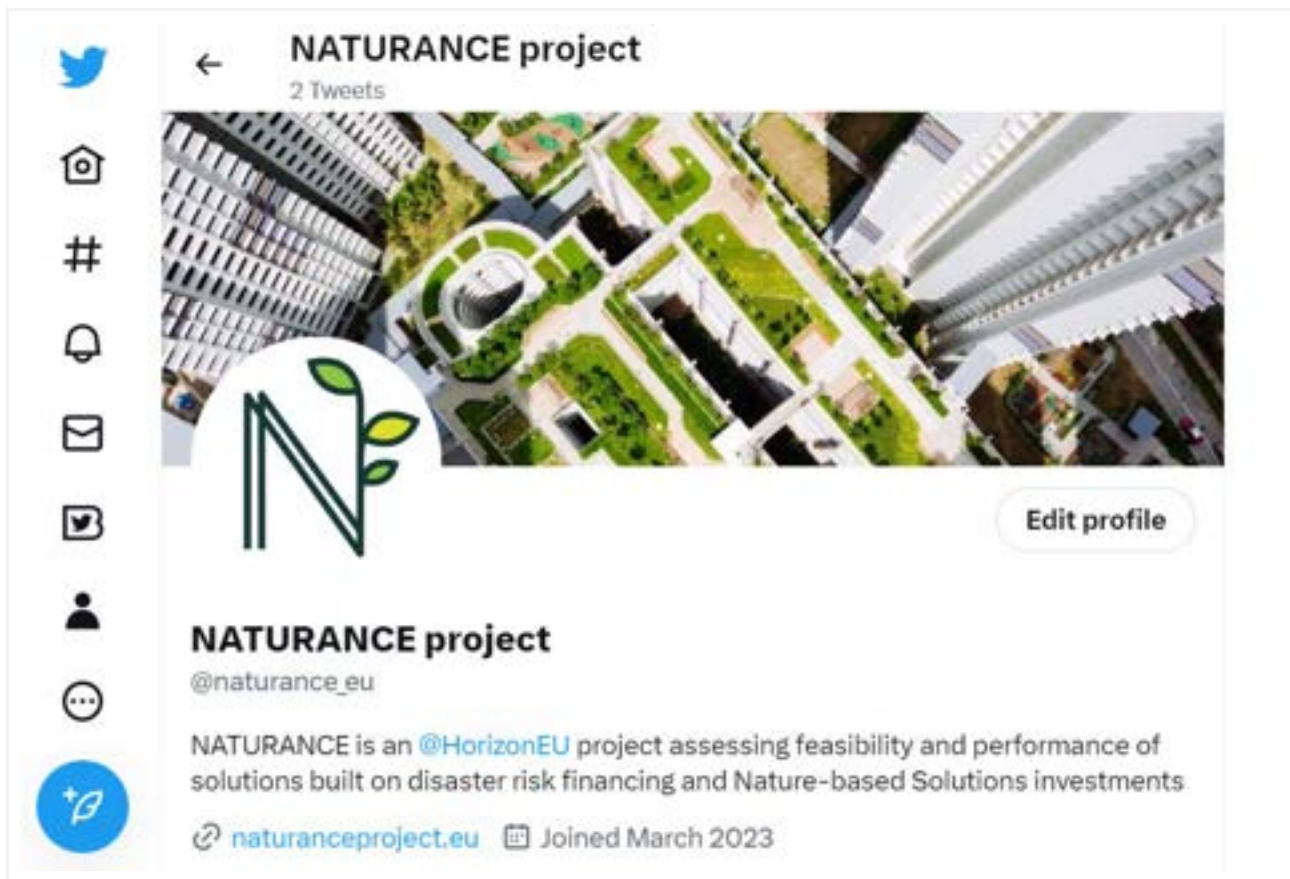 NATURANCE project
2 Tweets
Edit profile
NATURANCE project
@naturance_eu
NATURANCE is an @HorizonEU project assessing feasibility and performance of
solutions built on disaster risk financing and Nature-based Solutions investments
naturanceproject.eu Joined March 2023